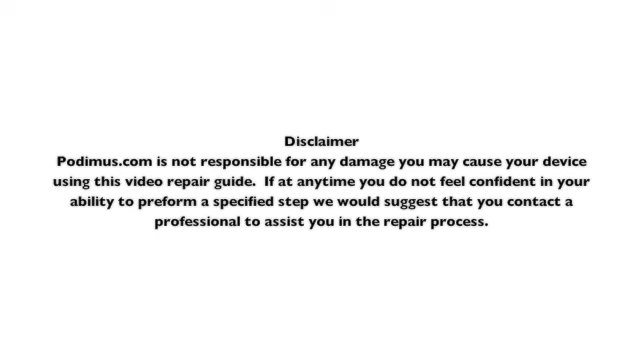 Disclaimer
Podimus.com is not responsible for any damage you may cause your device
using this video repair guide.  If at anytime you do not feel confident in your
ability to preform a specified step we would suggest that you contact a
professional to assist you in the repair process.